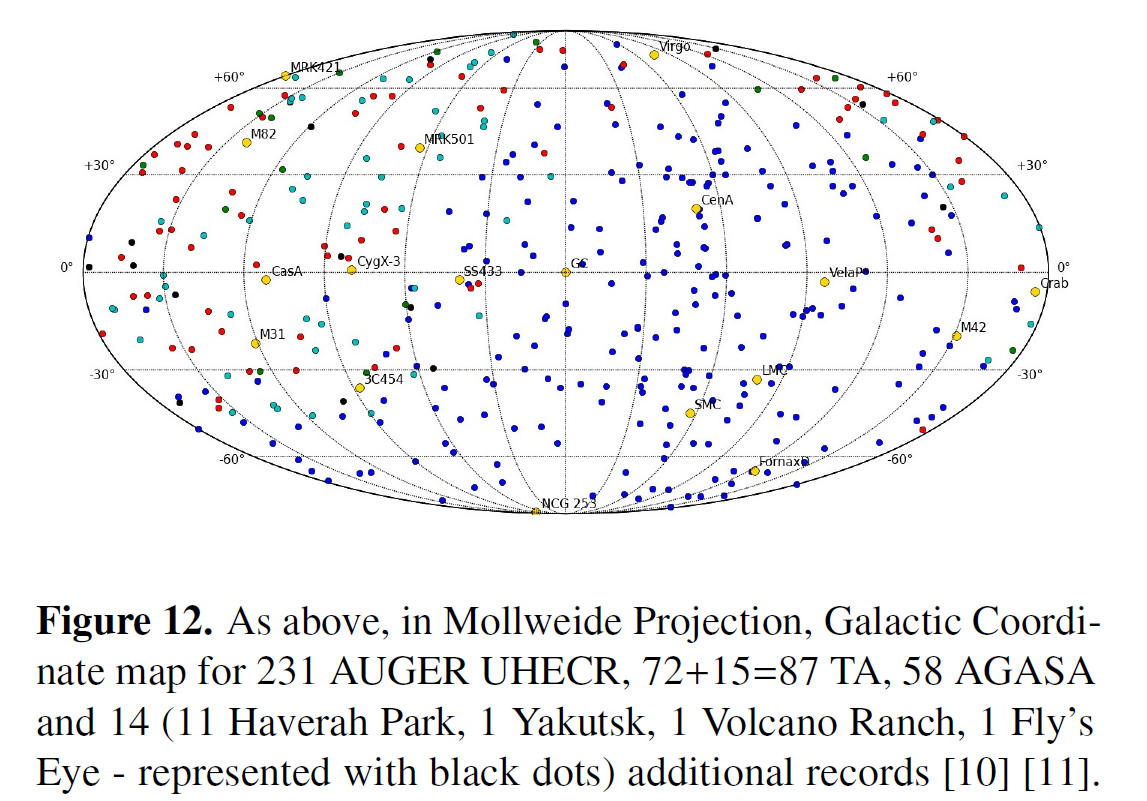 Virgo
MRK421
+60°
+60°
M82
MRK501
+30°
+30°
CenA
0°
CasA
CygX-3
SS433
GC
VelaP
0°
Crab
M31
M42
-30°
3C454
LMC
-30°
SMC
-60°
FornaxD
-60°
NCG 253
Figure 12. As above, in Mollweide Projection, Galactic Coordi-
nate map for 231 AUGER UHECR, 72+15=87 TA, 58 AGASA
and 14 (11 Haverah Park, 1 Yakutsk, 1 Volcano Ranch, 1 Fly's
Eye - represented with black dots) additional records [10] [11].